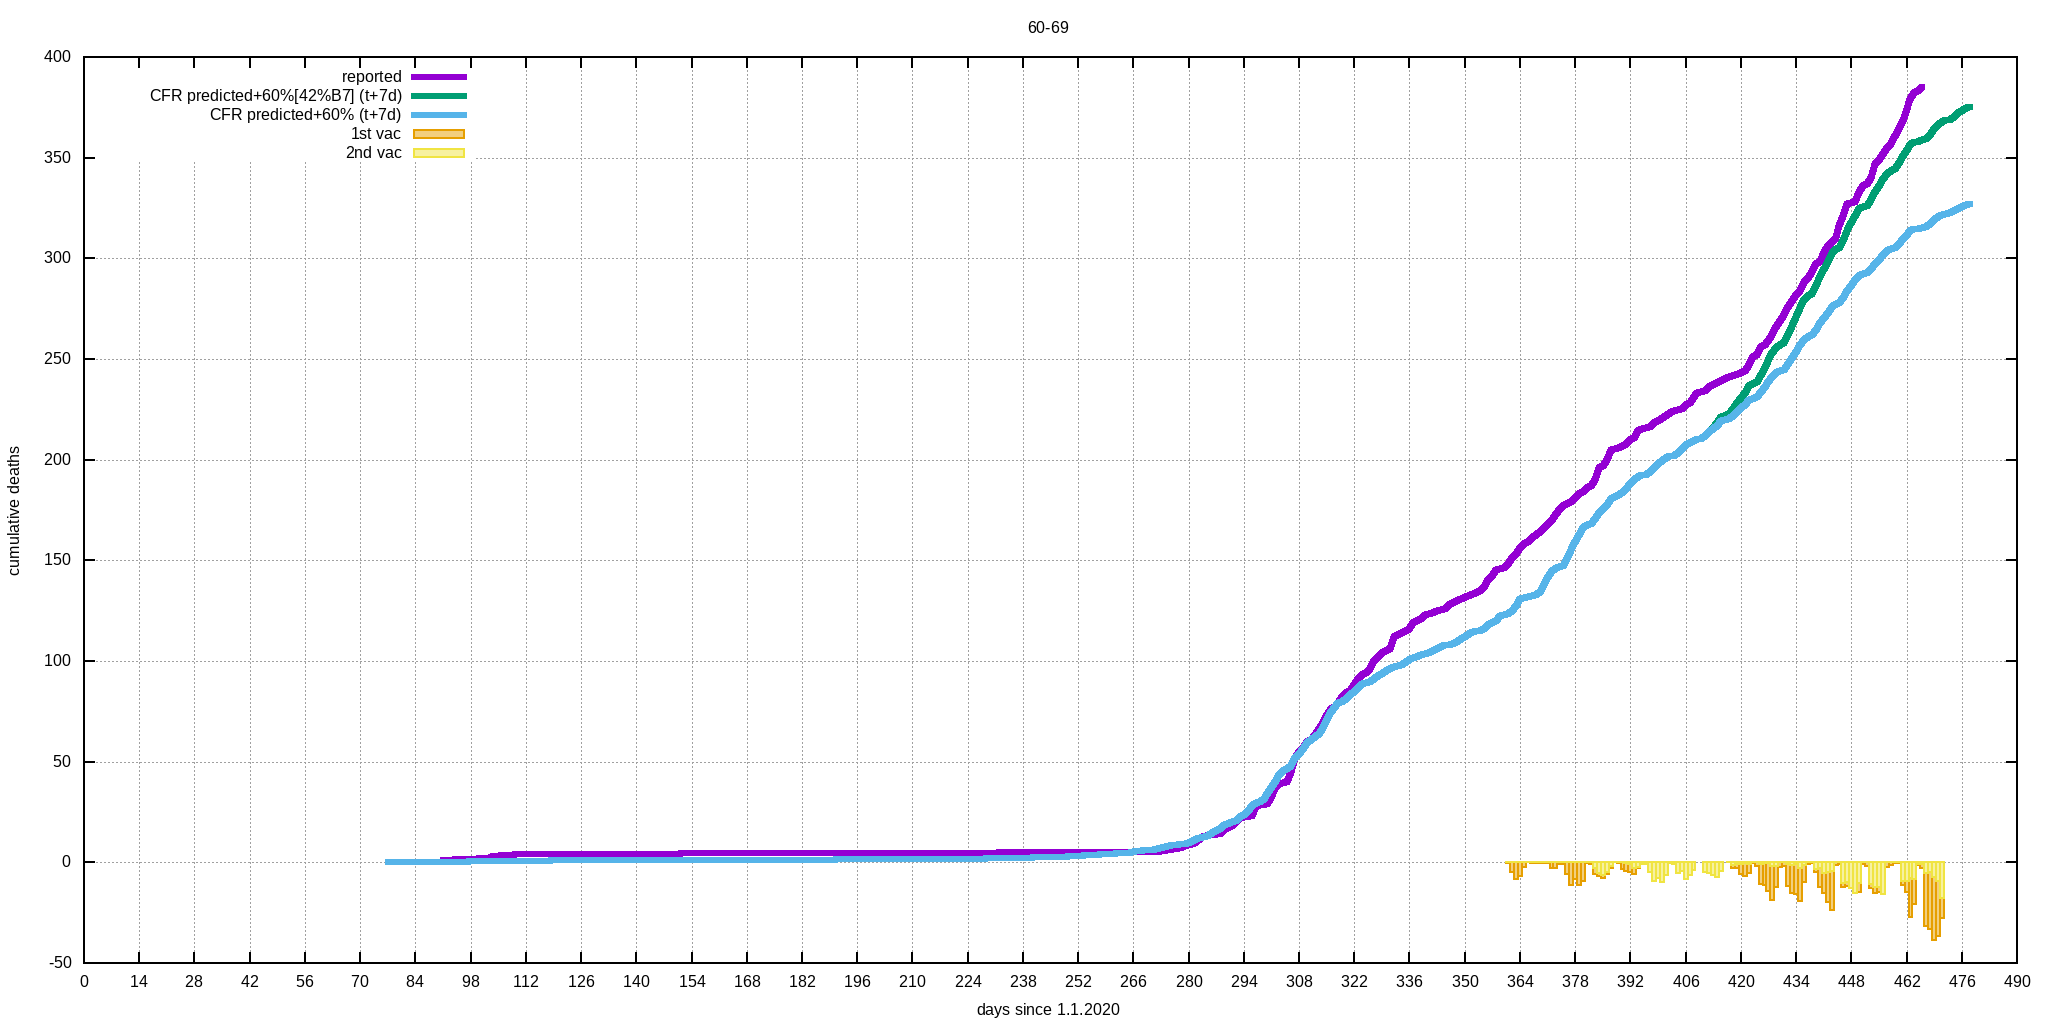 60-69
reported
CFR predicted+60%[42%B7] (t+7d)
CFR predicted+60% (t+7d)
1st vac
2nd vac
400
350
300
250
200
150
100
50
0
-50
cumulative deaths
0 14 28 42 56 70 84 98 112 126 140 154 168 182 196 210 224 238 252 266 280 294 308 322 336 350 364 378 392 406 420 434 448 462 476 490
days since 1.1.2020